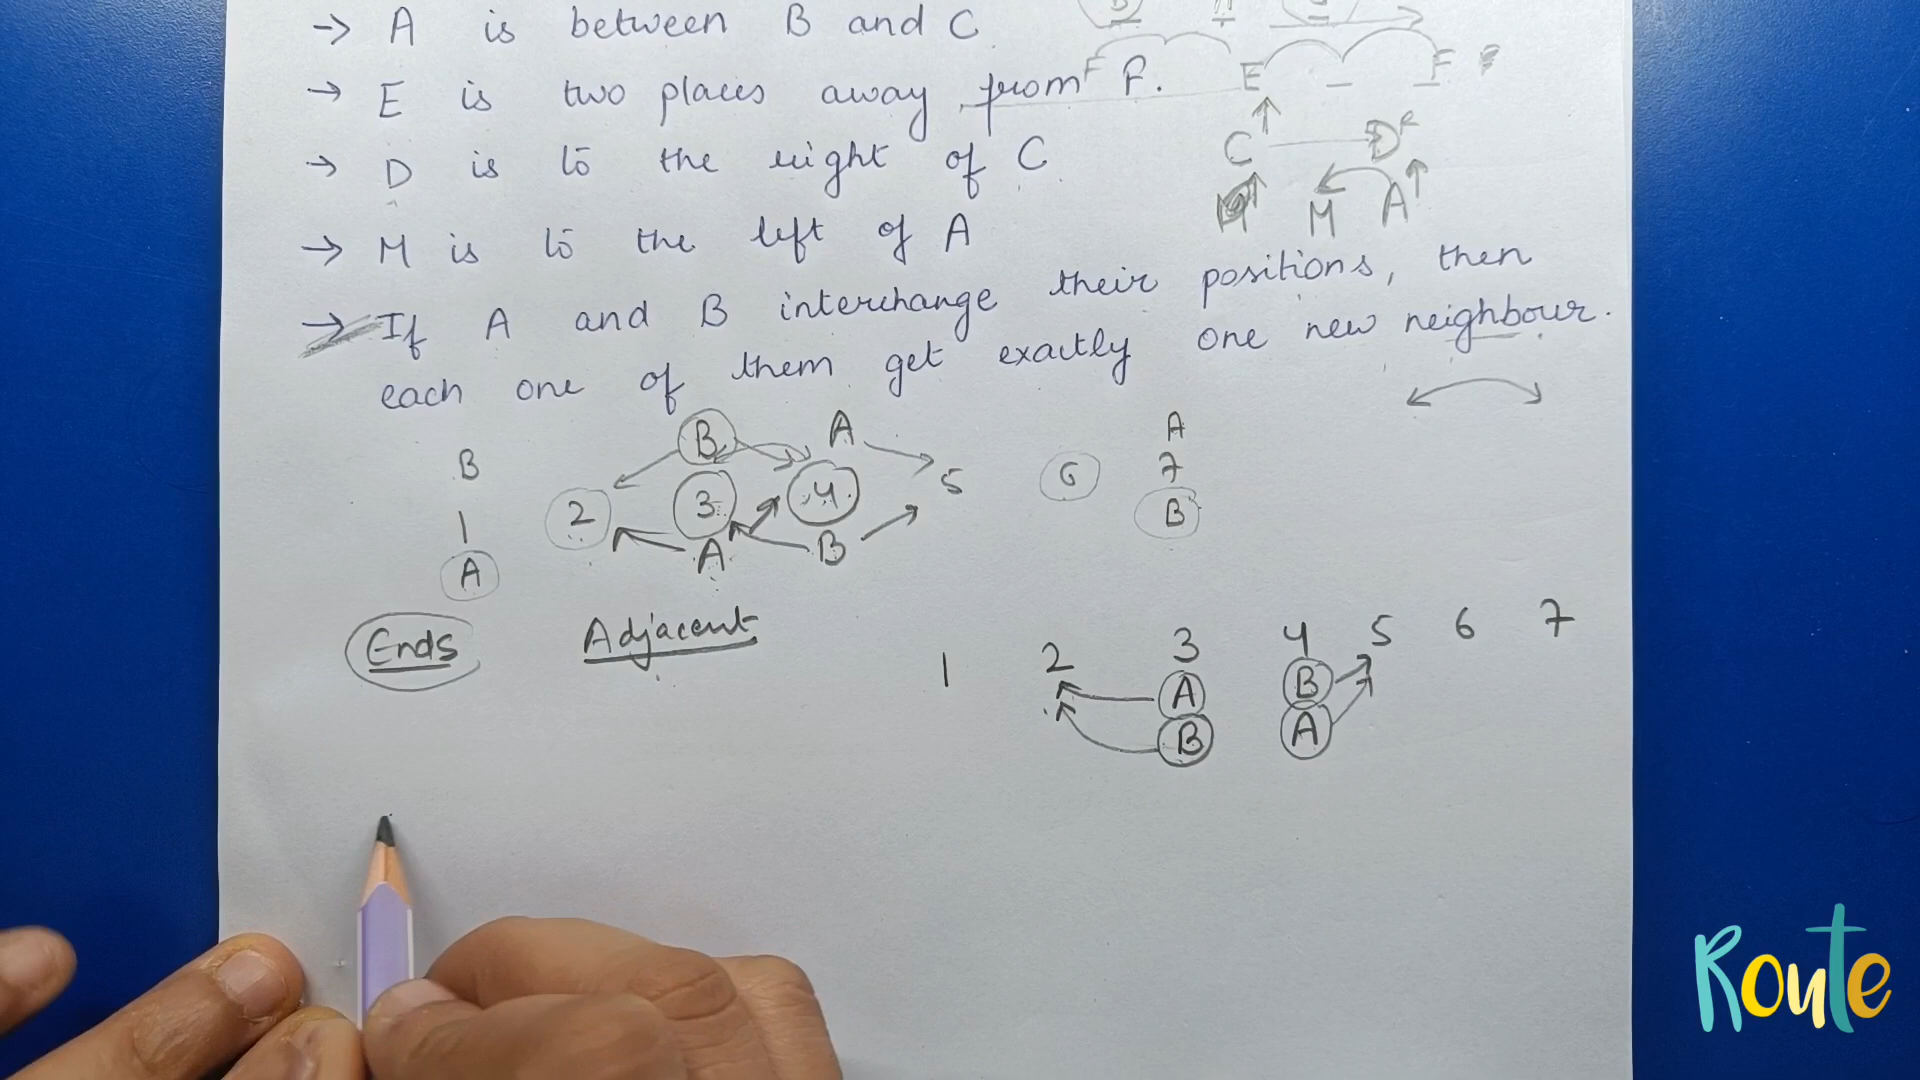 → A is between B and C
→ E is two places away from F.
E _ F
→ D is to the right of C
C D
→ M is to the left of A
M A
→ If A and B interchange their positions, then
each one of them get exactly one new neighbour.
B B A A
1 2 3 4 5 6 7
A A B B
Ends Adjacent
1 2 3 4 5 6 7
A B
B A
Route